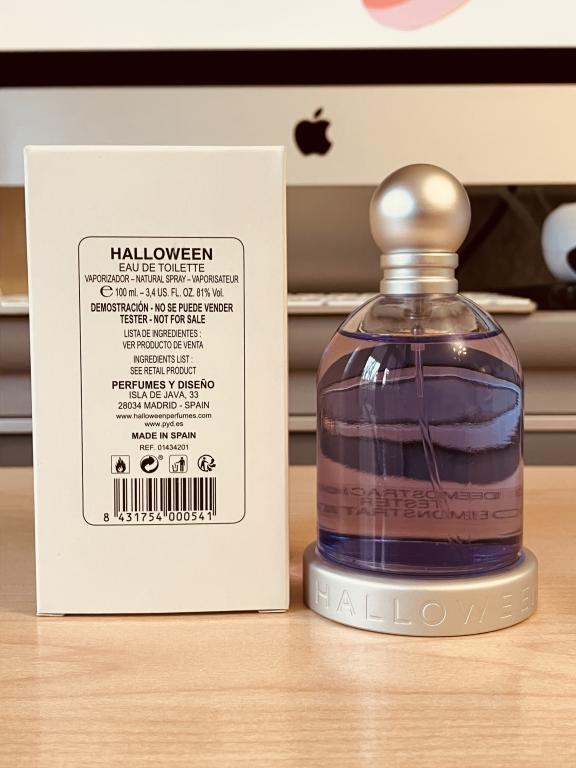 HALLOWEEN
EAU DE TOILETTE
VAPORIZADOR – NATURAL SPRAY – VAPORISATEUR
℮ 100 ml. – 3,4 US. FL. OZ. 81% Vol.
DEMOSTRACIÓN - NO SE PUEDE VENDER
TESTER - NOT FOR SALE
LISTA DE INGREDIENTES :
VER PRODUCTO DE VENTA
INGREDIENTS LIST :
SEE RETAIL PRODUCT
PERFUMES Y DISEÑO
ISLA DE JAVA, 33
28034 MADRID - SPAIN
www.halloweenperfumes.com
www.pyd.es
MADE IN SPAIN
REF. 01434201
8 431754 000541
TESTER
HALLOWEE